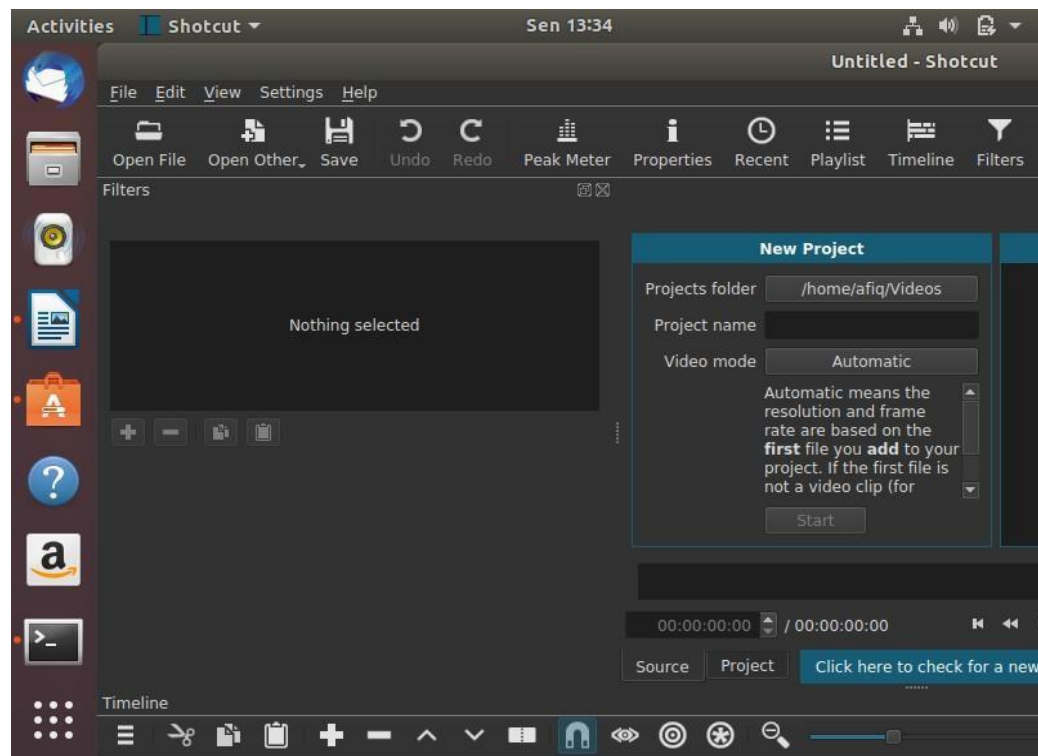 Activities Shotcut Sen 13:34
Untitled - Shotcut
File Edit View Settings Help
Open File Open Other Save Undo Redo Peak Meter Properties Recent Playlist Timeline Filters
Filters
New Project
Projects folder /home/afiq/Videos
Project name
Video mode Automatic
Automatic means the
resolution and frame
rate are based on the
first file you add to your
project. If the first file is
not a video clip (for
Start
Nothing selected
00:00:00:00 / 00:00:00:00
Source Project Click here to check for a new
Timeline